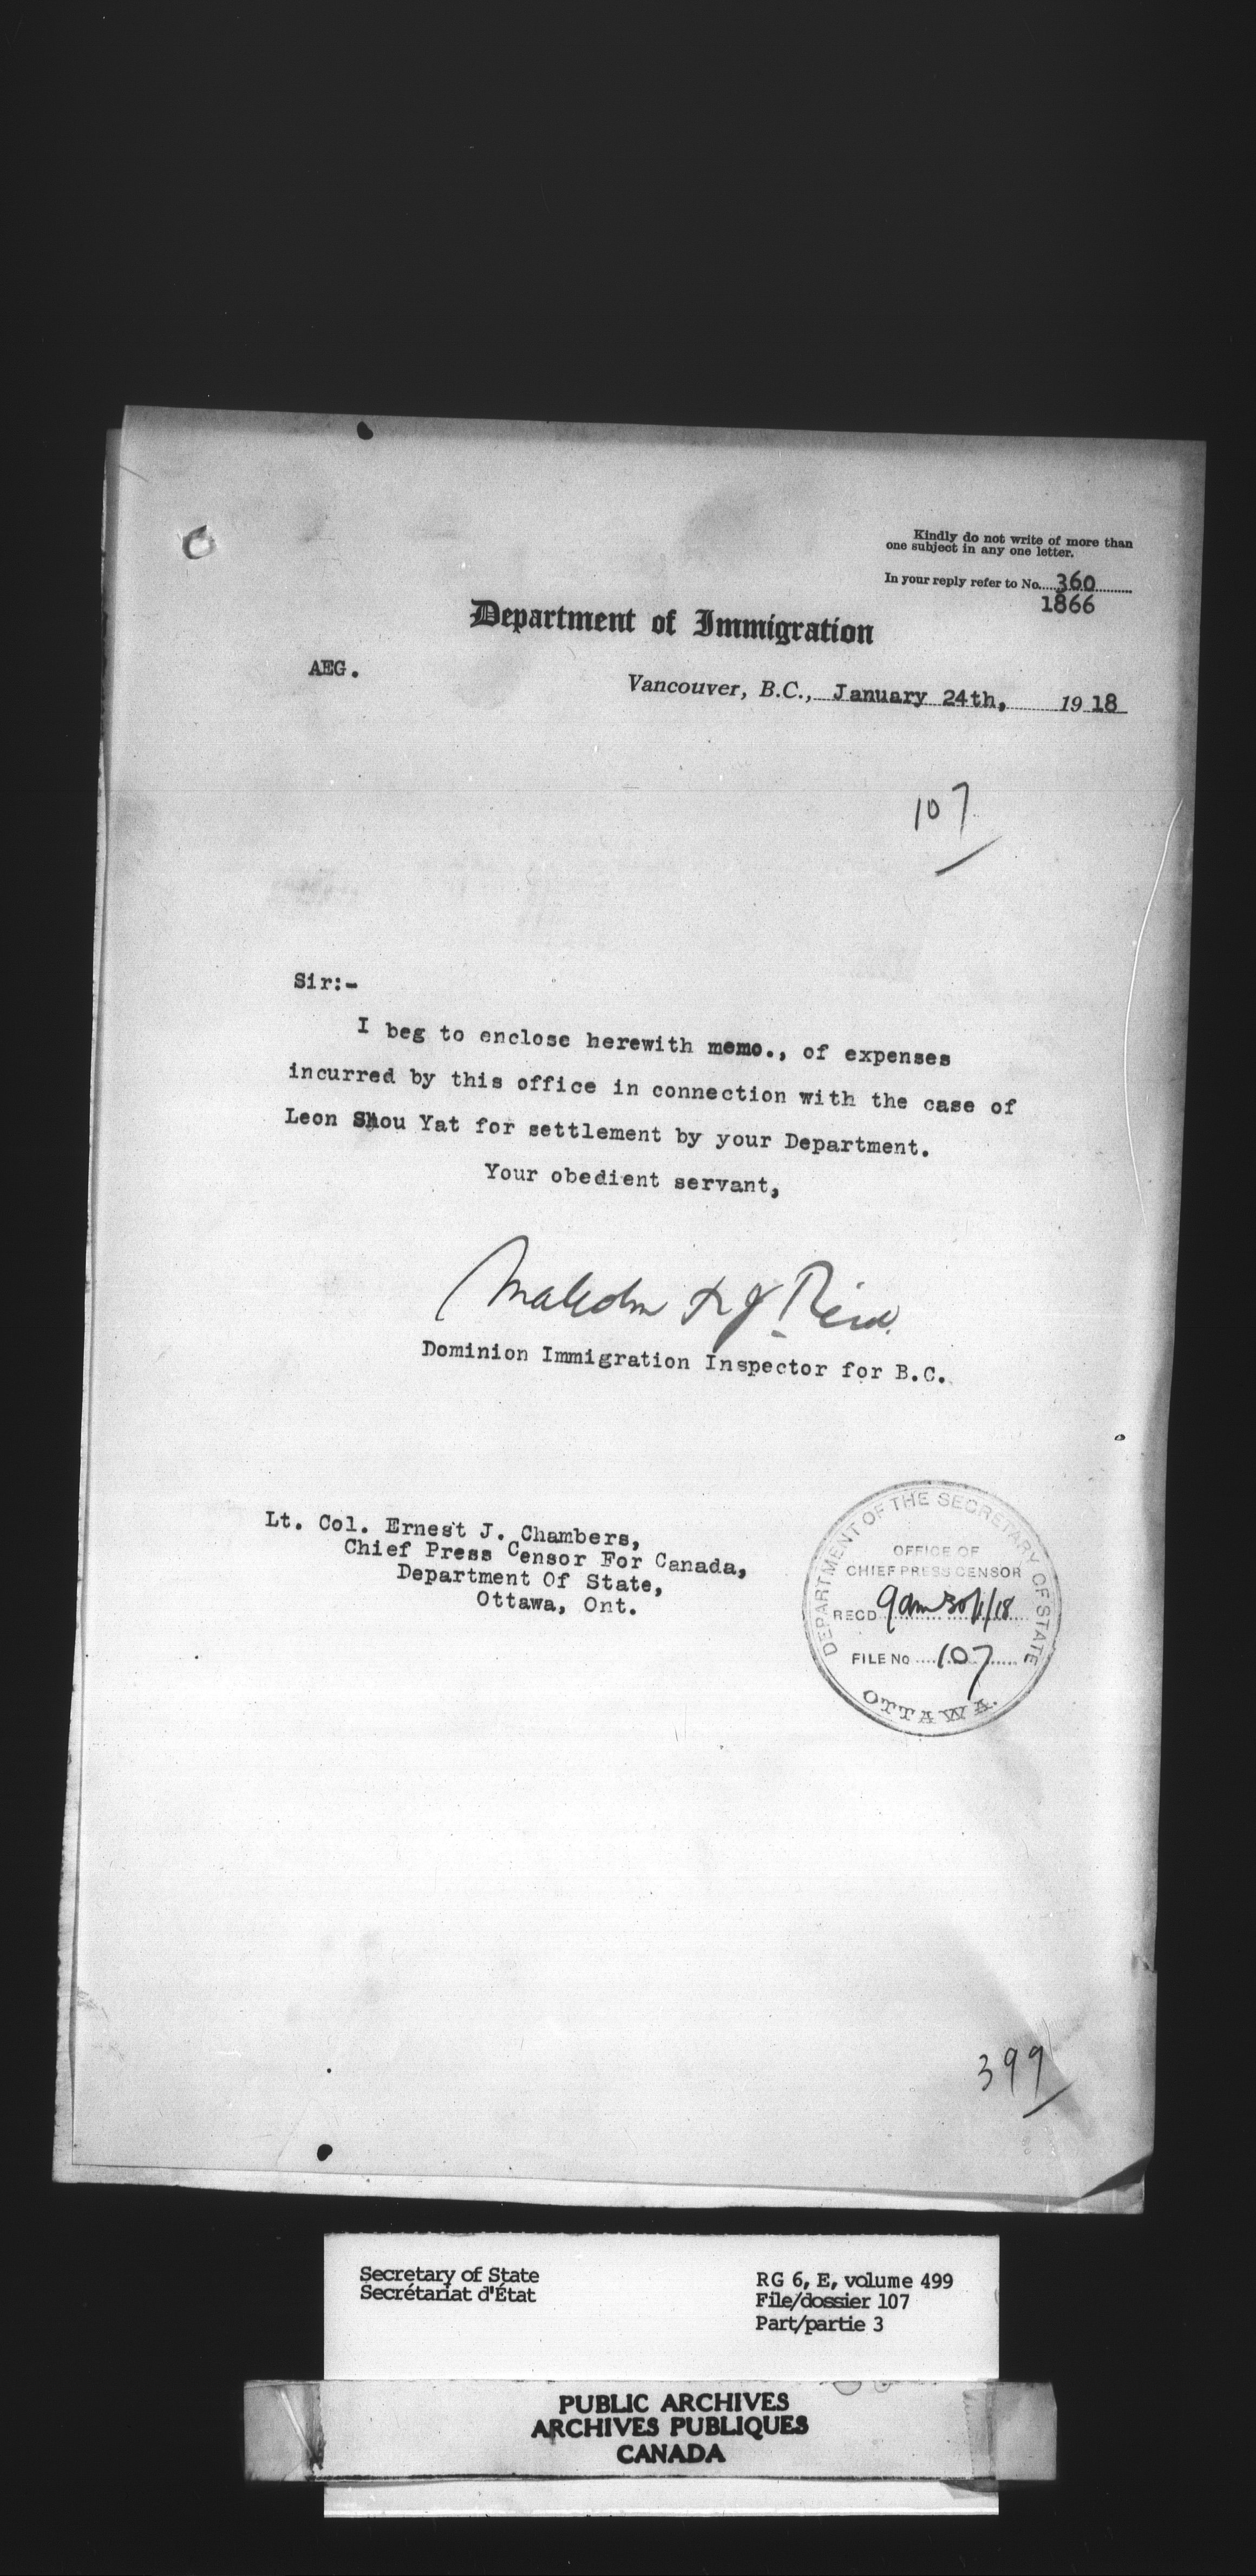 Kindly do not write of more than
one subject in any one letter.
In your reply refer to No. 360
1866
Department of Immigration
AEG.
Vancouver, B.C., January 24th, 1918
107
Sir:-
I beg to enclose herewith memo., of expenses
incurred by this office in connection with the case of
Leon Shou Yat for settlement by your Department.
Your obedient servant,
Malcolm R J Reid.
Dominion Immigration Inspector for B.C.
Lt. Col. Ernest J. Chambers,
Chief Press Censor For Canada,
Department Of State,
Ottawa, Ont.
DEPARTMENT OF THE SECRETARY OF STATE
OFFICE OF
CHIEF PRESS CENSOR
RECD 9am 30/1/18
FILE No 107
OTTAWA.
399
Secretary of State
Secrétariat d'État
RG 6, E, volume 499
File/dossier 107
Part/partie 3
PUBLIC ARCHIVES
ARCHIVES PUBLIQUES
CANADA